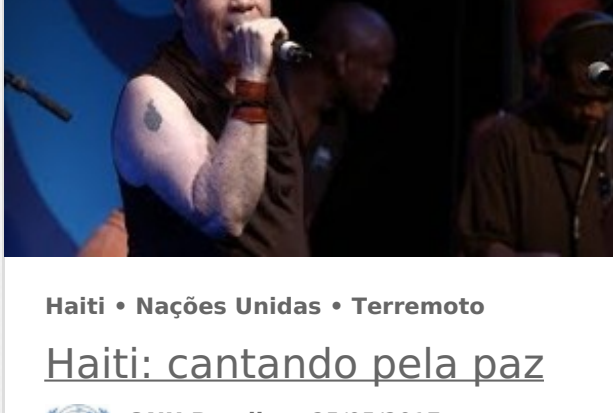 Haiti • Nações Unidas • Terremoto
Haiti: cantando pela paz